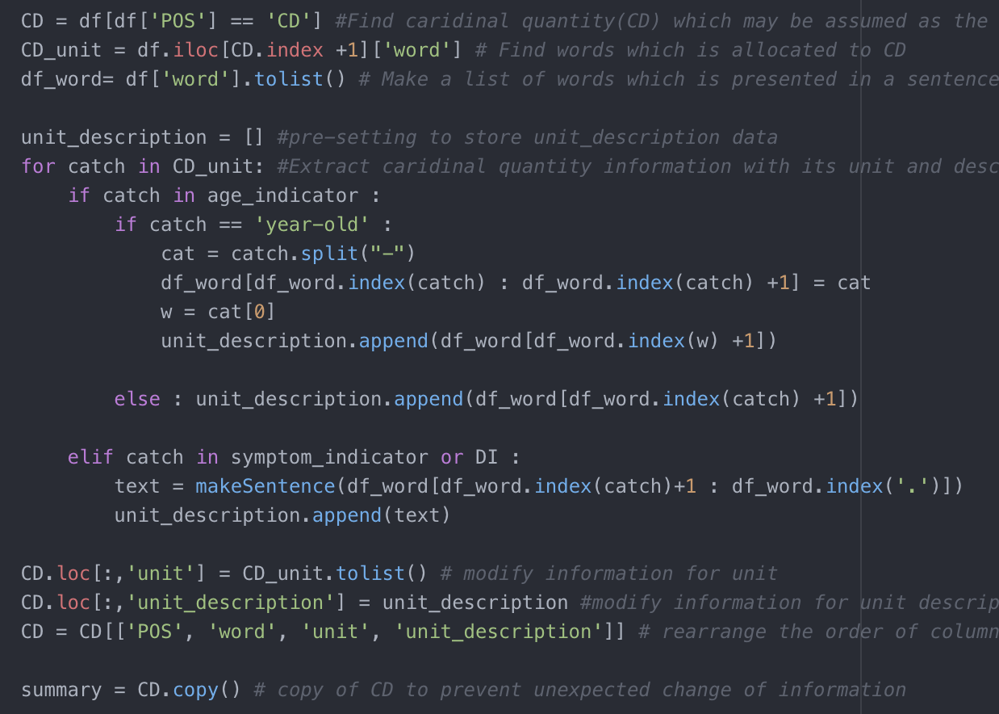 CD = df[df['POS'] == 'CD'] #Find caridinal quantity(CD) which may be assumed as the
CD_unit = df.iloc[CD.index +1]['word'] # Find words which is allocated to CD
df_word= df['word'].tolist() # Make a list of words which is presented in a sentence
unit_description = [] #pre-setting to store unit_description data
for catch in CD_unit: #Extract caridinal quantity information with its unit and desc
    if catch in age_indicator :
        if catch == 'year-old' :
            cat = catch.split("-")
            df_word[df_word.index(catch) : df_word.index(catch) +1] = cat
            w = cat[0]
            unit_description.append(df_word[df_word.index(w) +1])
        else : unit_description.append(df_word[df_word.index(catch) +1])
    elif catch in symptom_indicator or DI :
        text = makeSentence(df_word[df_word.index(catch)+1 : df_word.index('.')])
        unit_description.append(text)
CD.loc[:,'unit'] = CD_unit.tolist() # modify information for unit
CD.loc[:,'unit_description'] = unit_description #modify information for unit descrip
CD = CD[['POS', 'word', 'unit', 'unit_description']] # rearrange the order of column
summary = CD.copy() # copy of CD to prevent unexpected change of information